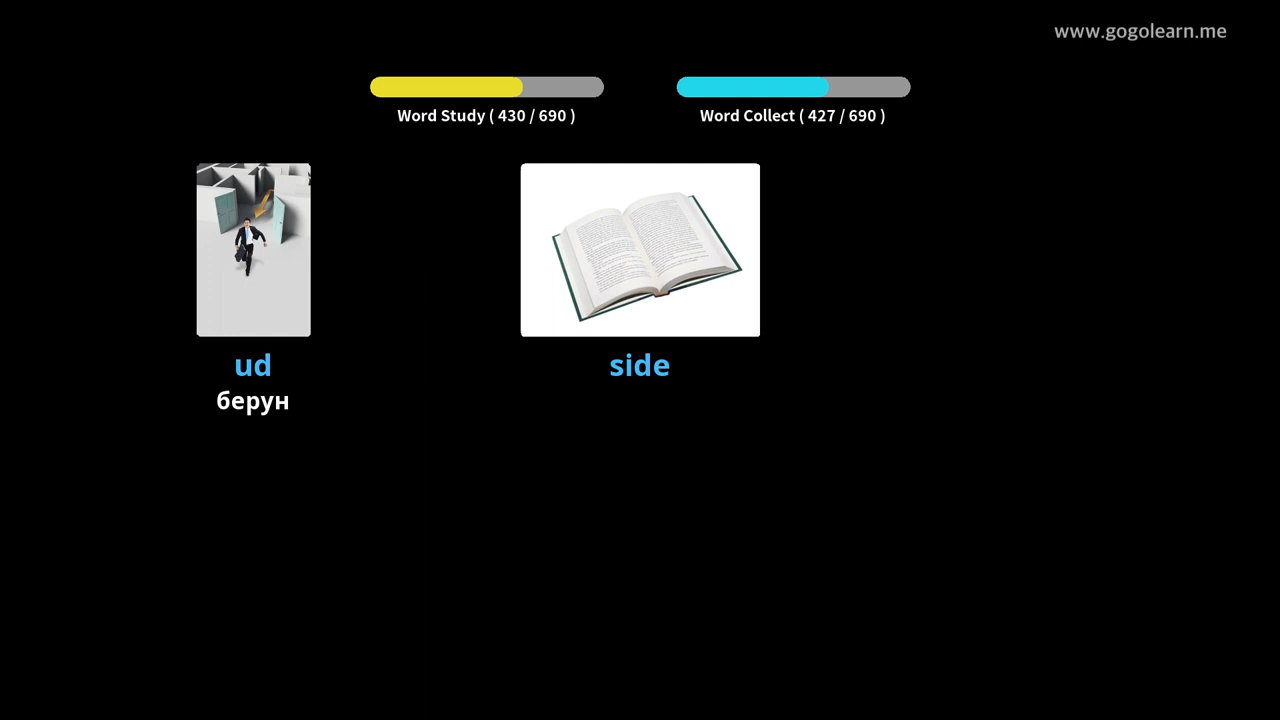 www.gogolearn.me
Word Study ( 430 / 690 )
Word Collect ( 427 / 690 )
ud
side
берун